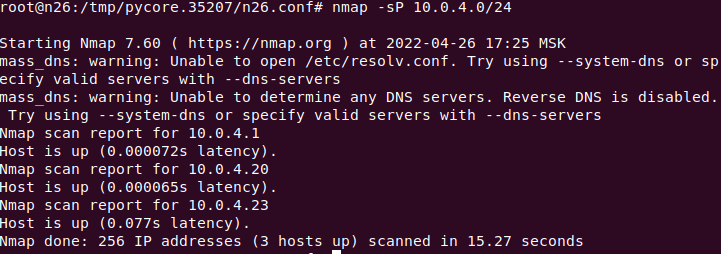 root@n26:/tmp/pycore.35207/n26.conf# nmap -sP 10.0.4.0/24
Starting Nmap 7.60 ( https://nmap.org ) at 2022-04-26 17:25 MSK
mass_dns: warning: Unable to open /etc/resolv.conf. Try using --system-dns or sp
ecify valid servers with --dns-servers
mass_dns: warning: Unable to determine any DNS servers. Reverse DNS is disabled.
 Try using --system-dns or specify valid servers with --dns-servers
Nmap scan report for 10.0.4.1
Host is up (0.000072s latency).
Nmap scan report for 10.0.4.20
Host is up (0.000065s latency).
Nmap scan report for 10.0.4.23
Host is up (0.077s latency).
Nmap done: 256 IP addresses (3 hosts up) scanned in 15.27 seconds